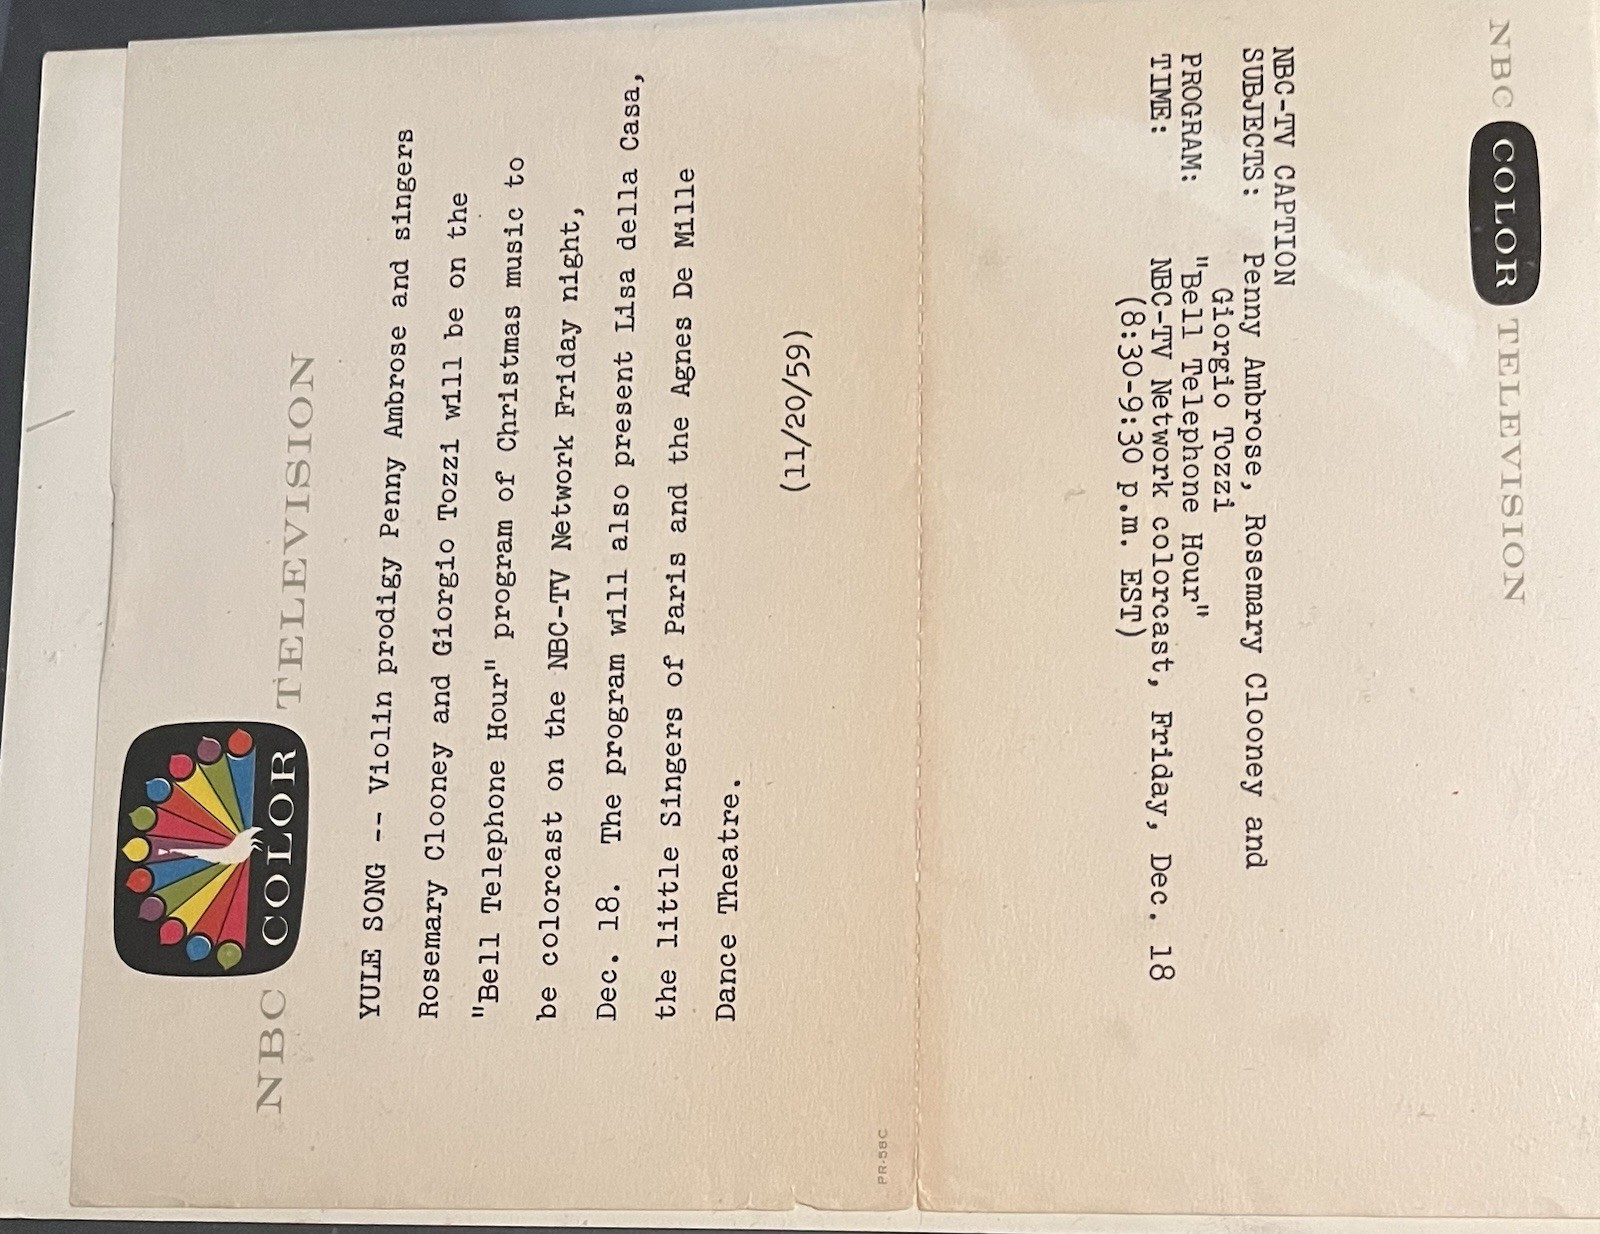 NBC COLOR TELEVISION
YULE SONG -- Violin prodigy Penny Ambrose and singers
Rosemary Clooney and Giorgio Tozzi will be on the
"Bell Telephone Hour" program of Christmas music to
be colorcast on the NBC-TV Network Friday night,
Dec. 18. The program will also present Lisa della Casa,
the little Singers of Paris and the Agnes De Mille
Dance Theatre.
(11/20/59)
PR-58C
NBC COLOR TELEVISION
NBC-TV CAPTION
SUBJECTS: Penny Ambrose, Rosemary Clooney and
Giorgio Tozzi
PROGRAM: "Bell Telephone Hour"
TIME: NBC-TV Network colorcast, Friday, Dec. 18
(8:30-9:30 p.m. EST)